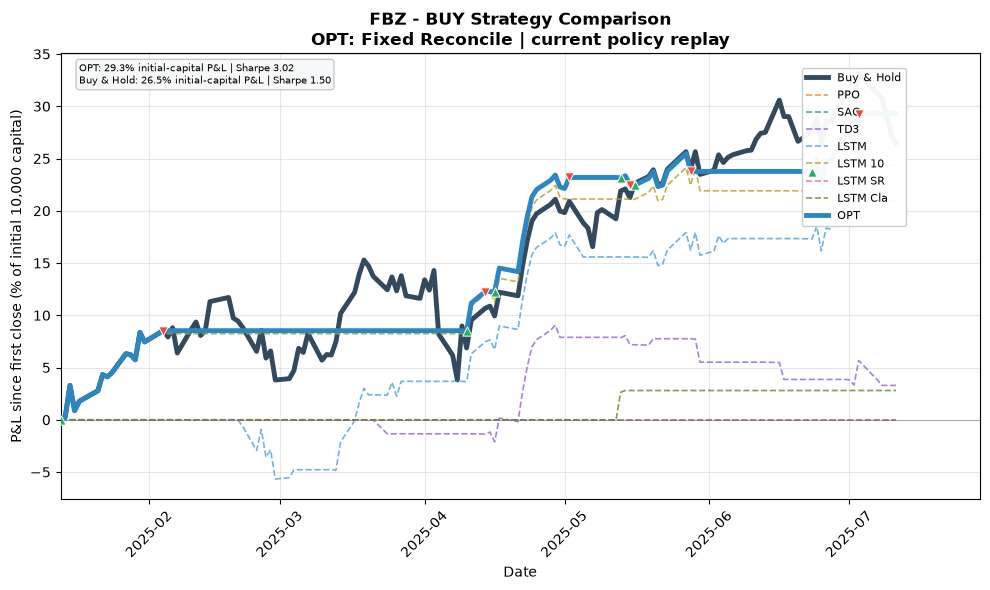 FBZ - BUY Strategy Comparison
OPT: Fixed Reconcile | current policy replay
OPT: 29.3% initial-capital P&L | Sharpe 3.02
Buy & Hold: 26.5% initial-capital P&L | Sharpe 1.50
Buy & Hold
PPO
SAC
TD3
LSTM
LSTM 10
LSTM SR
LSTM Cla
OPT
P&L since first close (% of initial 10,000 capital)
35
30
25
20
15
10
5
0
−5
2025-02
2025-03
2025-04
2025-05
2025-06
2025-07
Date